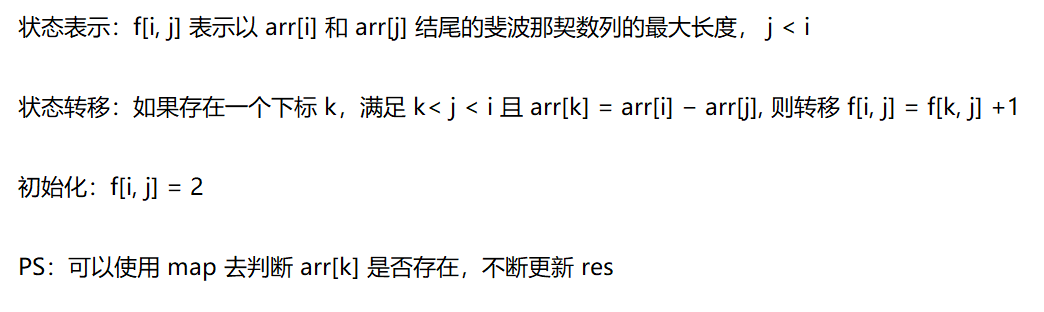 状态表示：f[i, j] 表示以 arr[i] 和 arr[j] 结尾的斐波那契数列的最大长度， j < i
状态转移：如果存在一个下标 k，满足 k< j < i 且 arr[k] = arr[i] − arr[j], 则转移 f[i, j] = f[k, j] +1
初始化：f[i, j] = 2
PS：可以使用 map 去判断 arr[k] 是否存在，不断更新 res